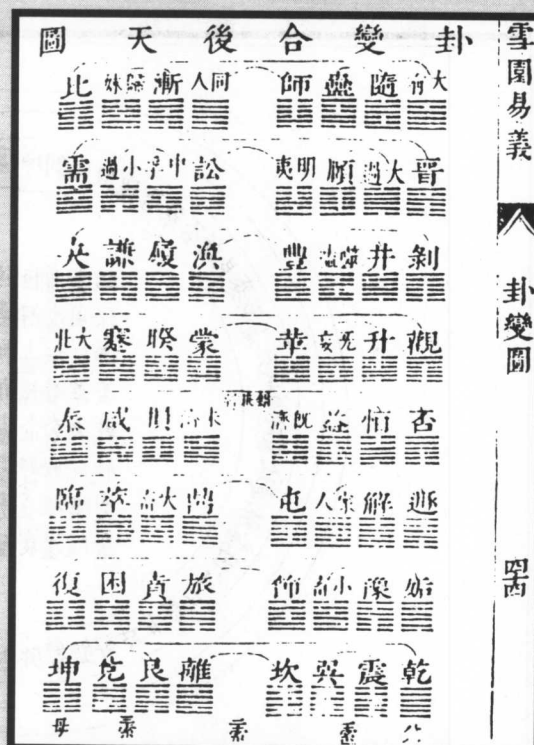 雪園易義
卦變圖
卦變合後天圖
大有 隨 蠱 師 同人 漸 歸妹 比
晉 大過 頤 明夷 訟 中孚 小過 需
剝 井 噬嗑 豐 渙 履 謙 夬
觀 升 无妄 革 蒙 睽 蹇 大壯
否 恒 益 既濟 未濟 損 咸 泰
遯 解 家人 屯 鼎 大畜 萃 臨
姤 豫 小畜 節 旅 賁 困 復
乾 震 巽 坎 離 艮 兌 坤
母